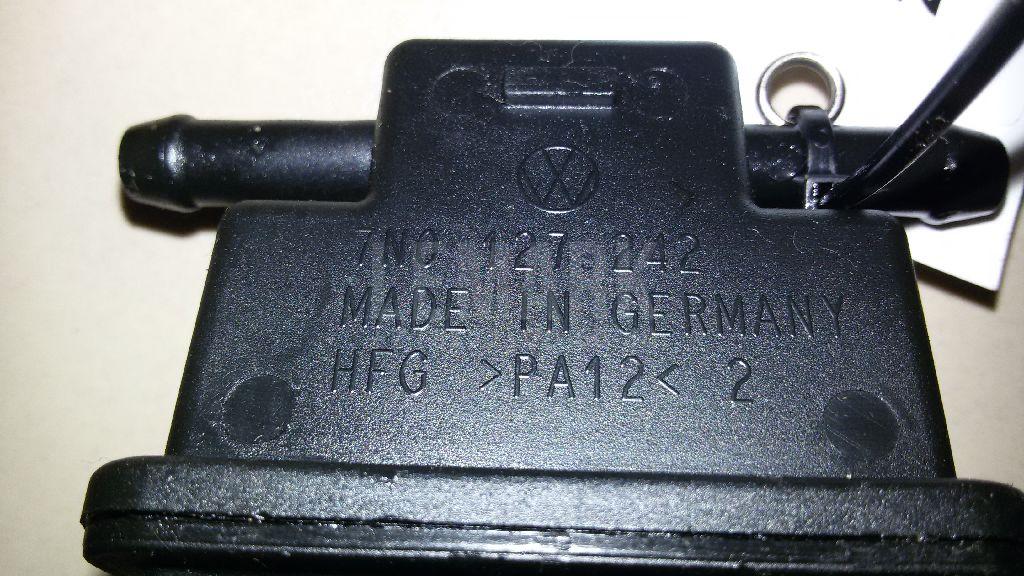 7N0 127 242
MADE IN GERMANY
HFG >PA12< 2